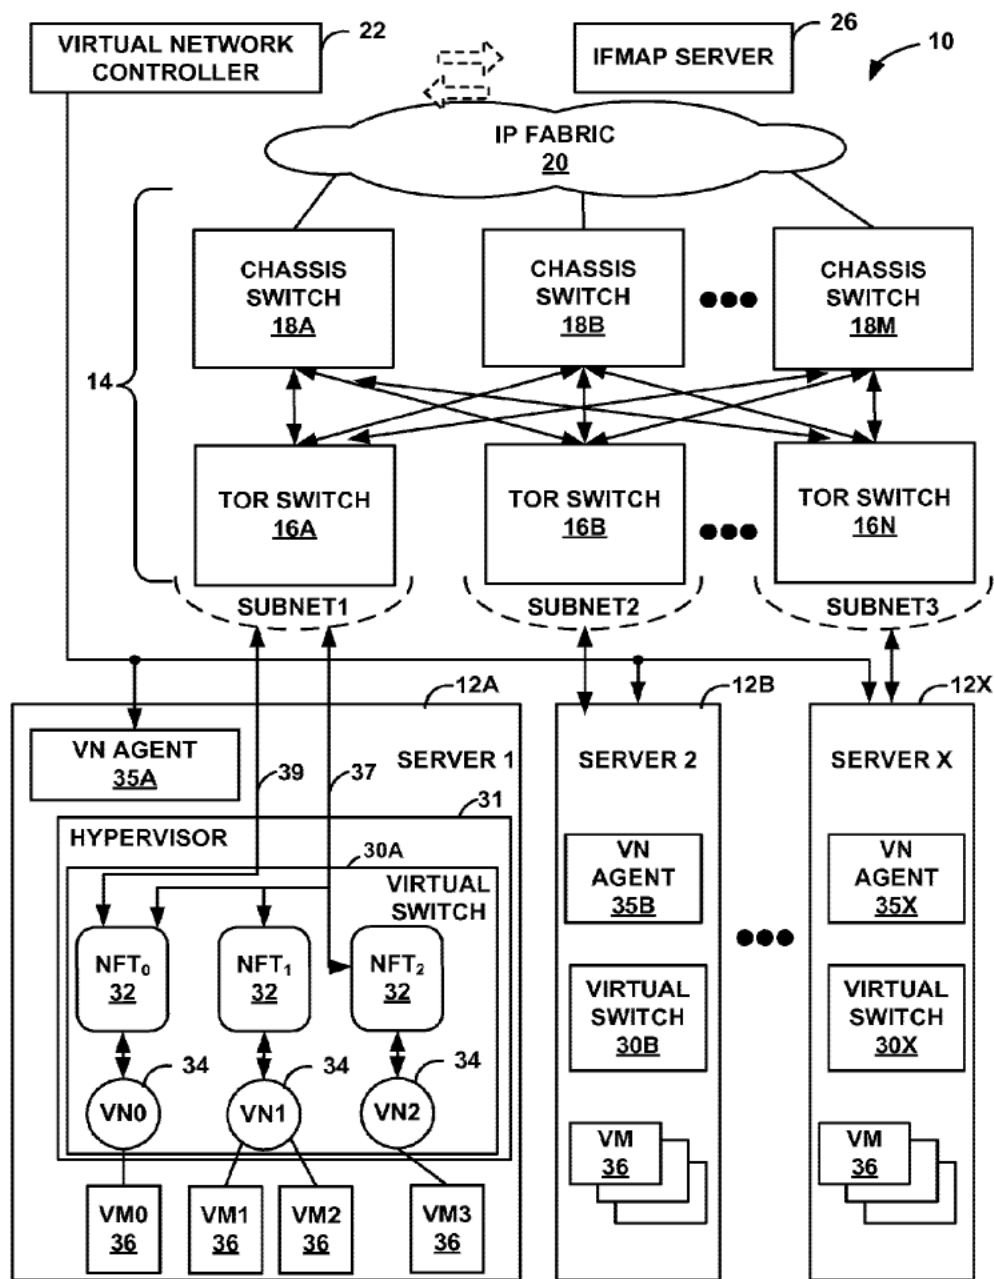 VIRTUAL NETWORK
CONTROLLER
22
IFMAP SERVER
26
10
IP FABRIC
20
14
CHASSIS
SWITCH
18A
CHASSIS
SWITCH
18B
CHASSIS
SWITCH
18M
TOR SWITCH
16A
TOR SWITCH
16B
TOR SWITCH
16N
SUBNET1
SUBNET2
SUBNET3
12A
12B
12X
VN AGENT
35A
SERVER 1
39
37
31
HYPERVISOR
30A
VIRTUAL
SWITCH
NFT₀
32
NFT₁
32
NFT₂
32
34
34
34
VN0
VN1
VN2
VM0
36
VM1
36
VM2
36
VM3
36
SERVER 2
VN
AGENT
35B
VIRTUAL
SWITCH
30B
VM
36
SERVER X
VN
AGENT
35X
VIRTUAL
SWITCH
30X
VM
36